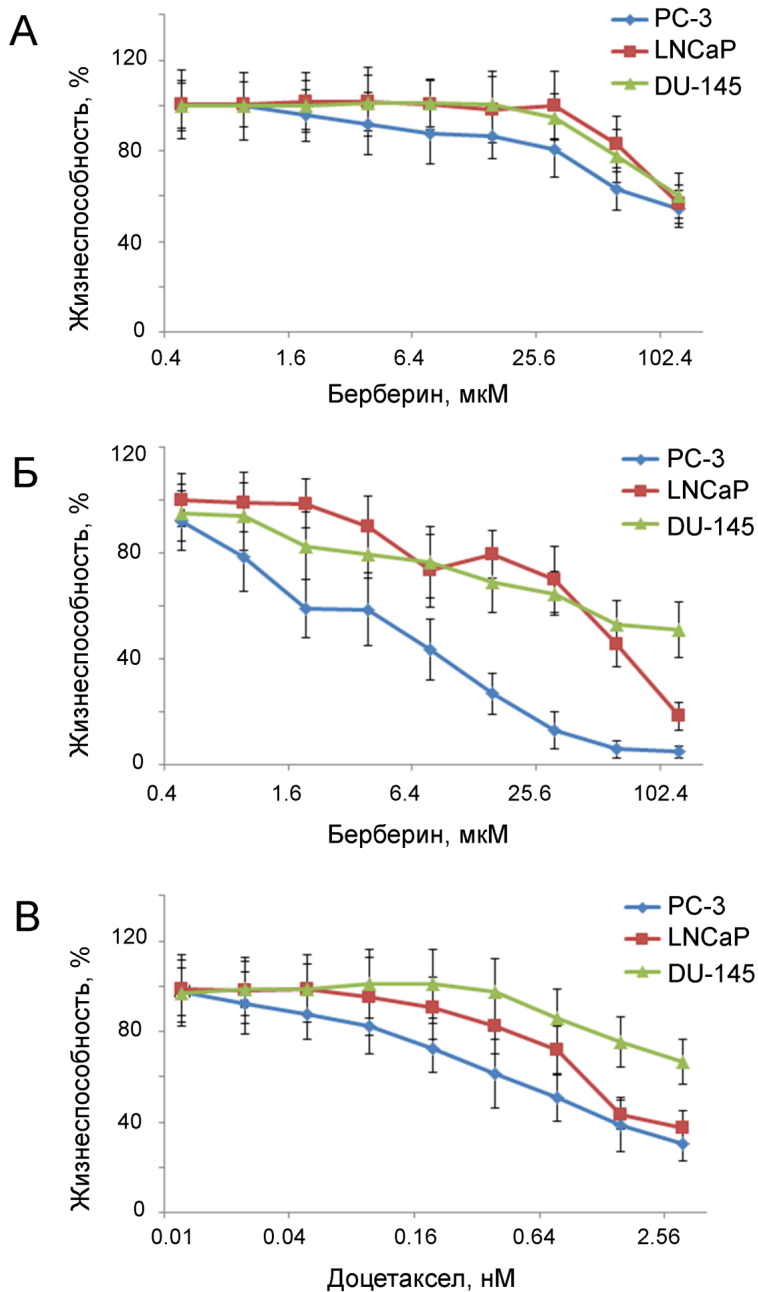 А
PC-3
LNCaP
DU-145
Жизнеспособность, %
120
80
40
0
0.4 1.6 6.4 25.6 102.4
Берберин, мкМ
Б
PC-3
LNCaP
DU-145
Жизнеспособность, %
120
80
40
0
0.4 1.6 6.4 25.6 102.4
Берберин, мкМ
В
PC-3
LNCaP
DU-145
Жизнеспособность, %
120
80
40
0
0.01 0.04 0.16 0.64 2.56
Доцетаксел, нМ